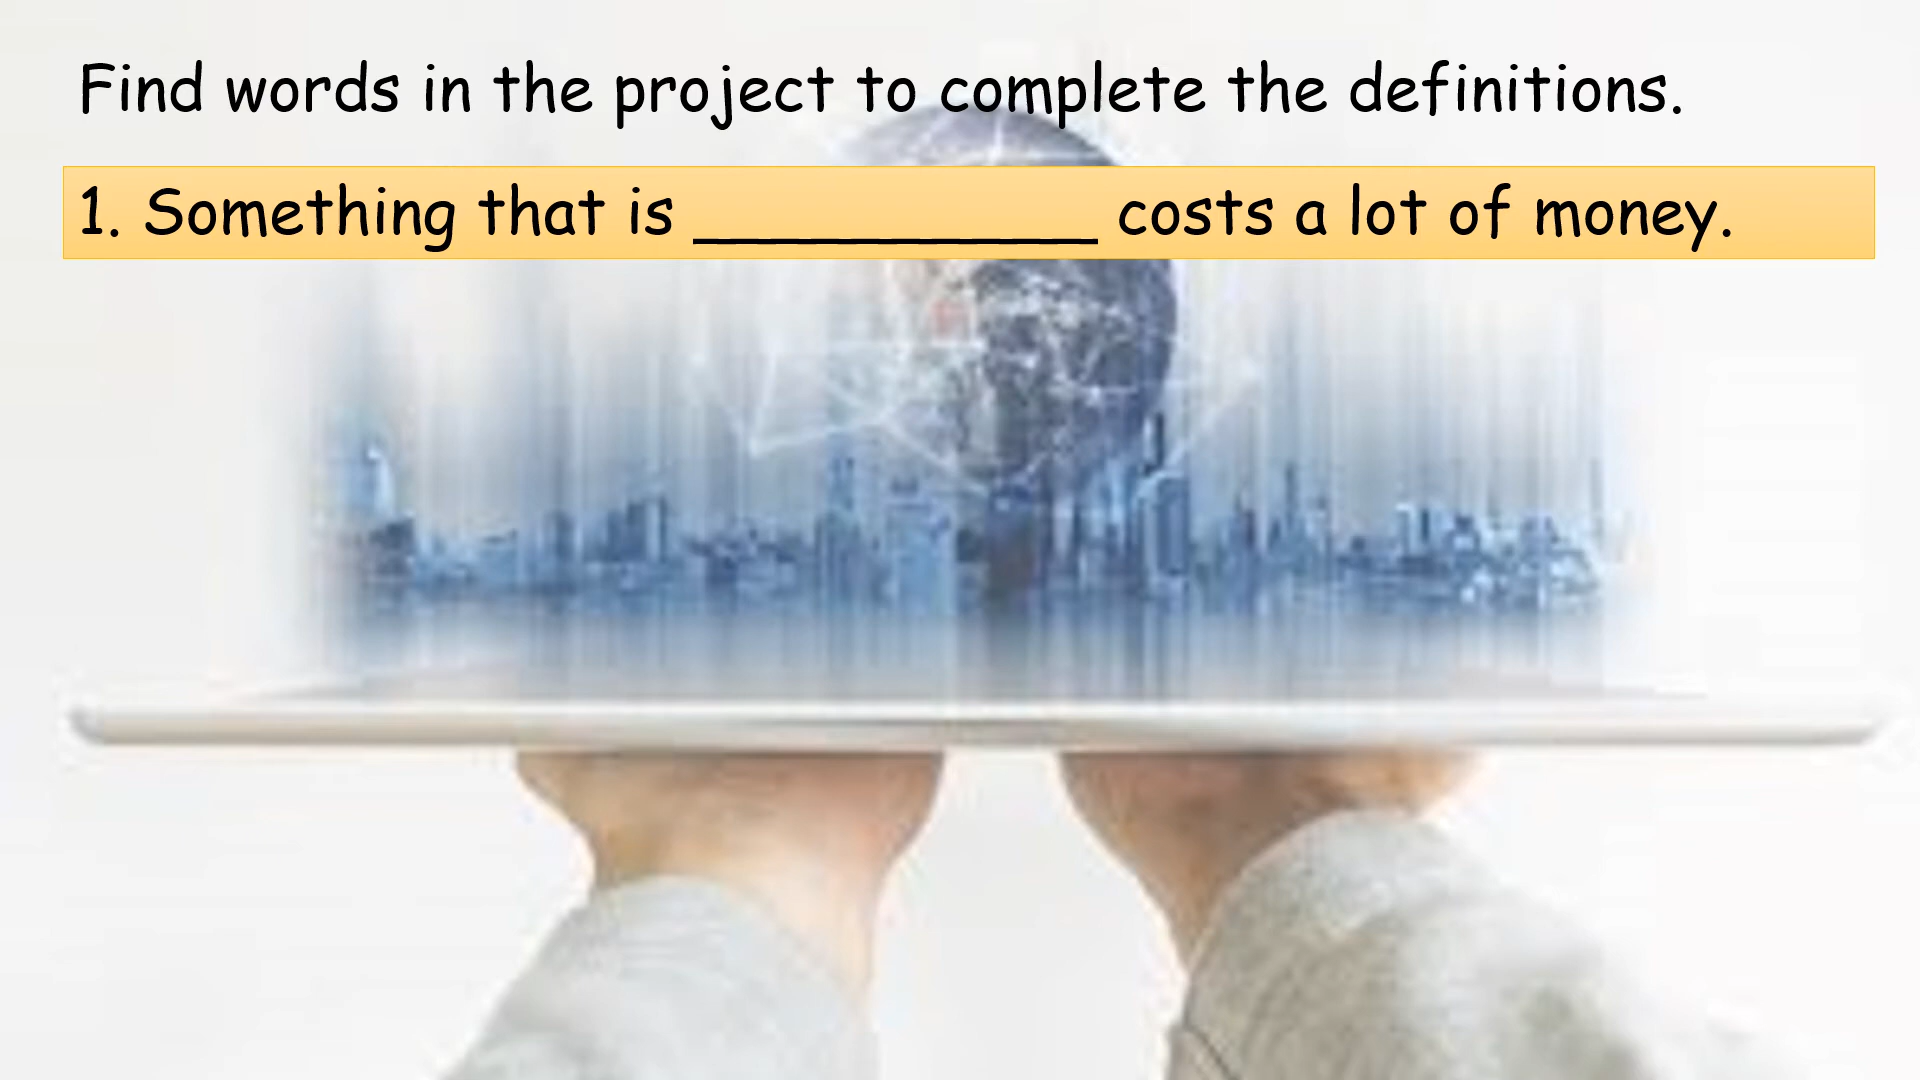 Find words in the project to complete the definitions.
1. Something that is ___________ costs a lot of money.